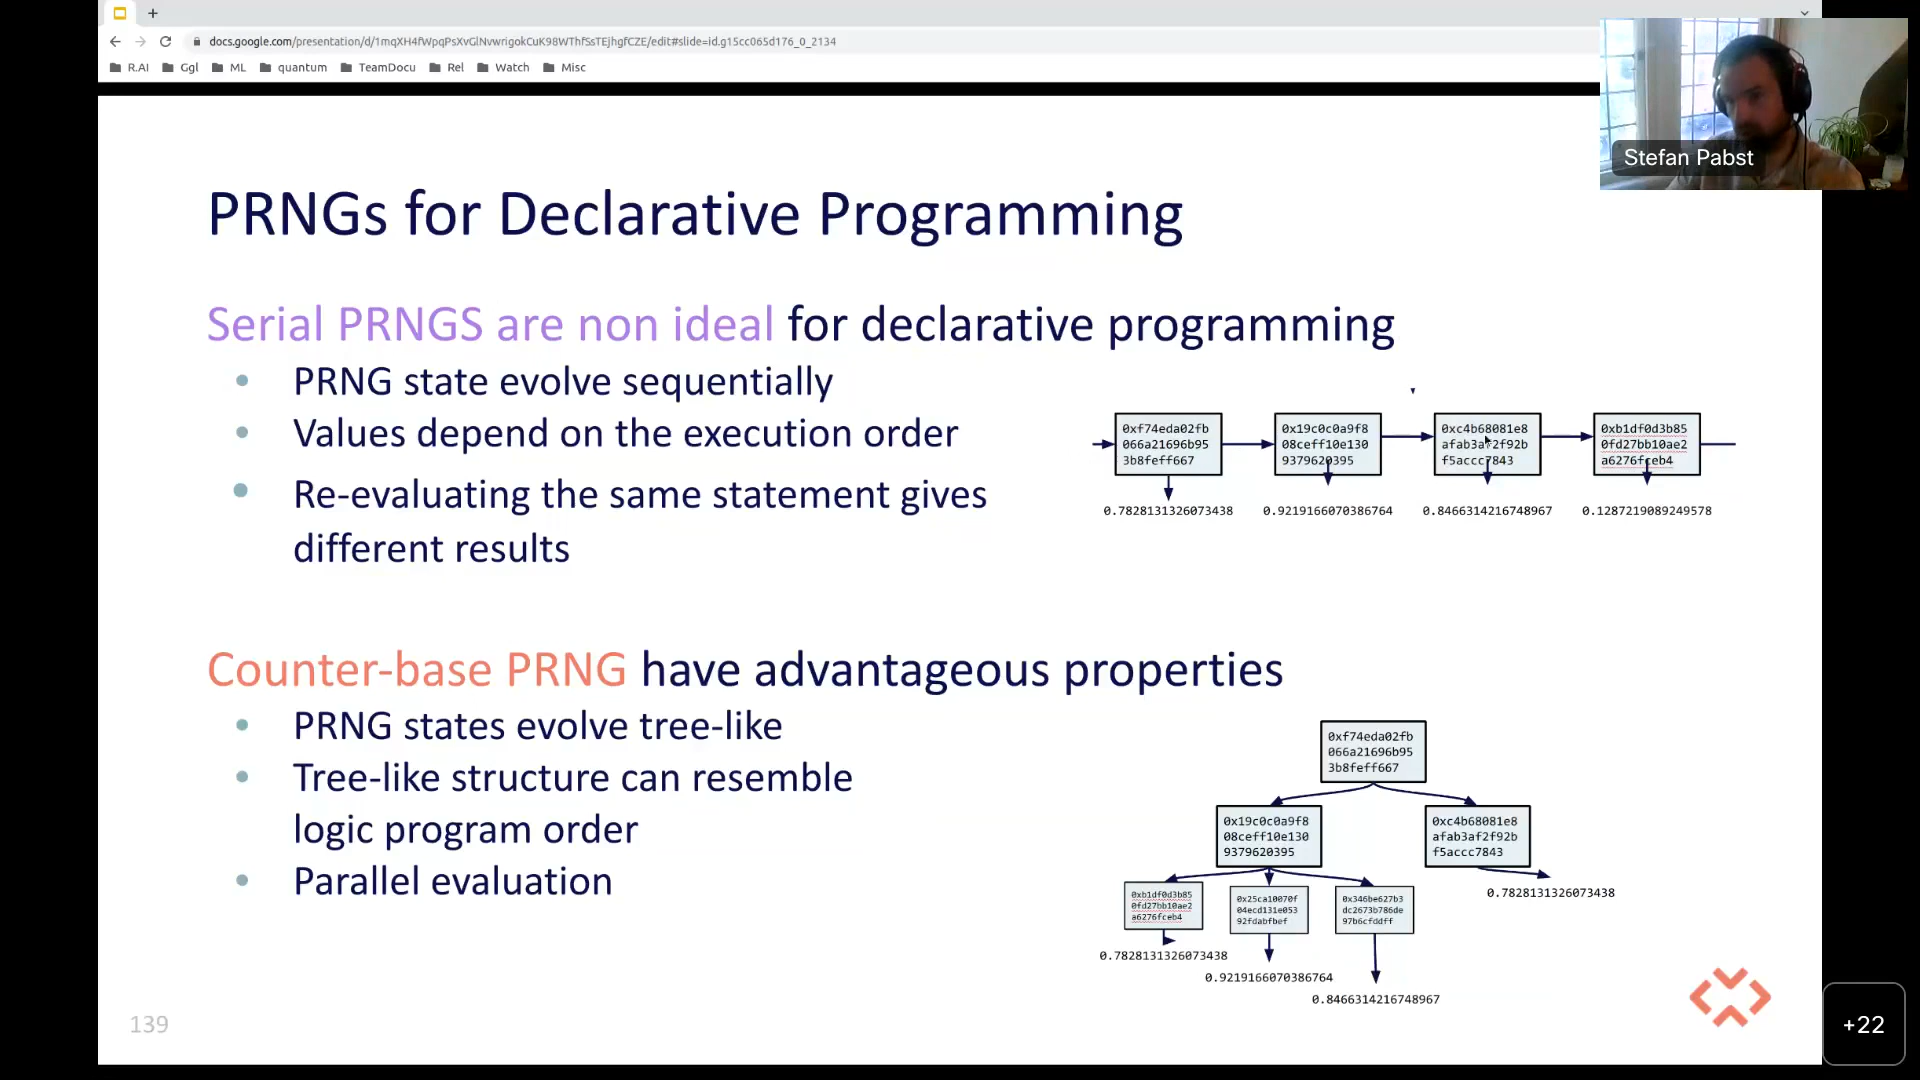 docs.google.com/presentation/d/1mqXH4fWpqPsXvGlNvwrigokCuK98WThfSsTEjhgfCZE/edit#slide=id.g15cc065d176_0_2134
R.AI Ggl ML quantum TeamDocu Rel Watch Misc
Stefan Pabst
PRNGs for Declarative Programming
Serial PRNGS are non ideal for declarative programming
• PRNG state evolve sequentially
• Values depend on the execution order
• Re-evaluating the same statement gives
different results
0xf74eda02fb
066a21696b95
3b8feff667
0x19c0c0a9f8
08ceff10e130
9379620395
0xc4b68081e8
afab3af2f92b
f5accc7843
0xb1df0d3b85
0fd27bb10ae2
a6276fceb4
0.7828131326073438 0.9219166070386764 0.8466314216748967 0.1287219089249578
Counter-base PRNG have advantageous properties
• PRNG states evolve tree-like
• Tree-like structure can resemble
logic program order
• Parallel evaluation
0xf74eda02fb
066a21696b95
3b8feff667
0x19c0c0a9f8
08ceff10e130
9379620395
0xc4b68081e8
afab3af2f92b
f5accc7843
0xb1df0d3b85
0fd27bb10ae2
a6276fceb4
0x25ca10070f
04ecd131e053
92fdabfbef
0x346be627b3
dc2673b786de
97b6cfddff
0.7828131326073438
0.7828131326073438
0.9219166070386764
0.8466314216748967
139
+22